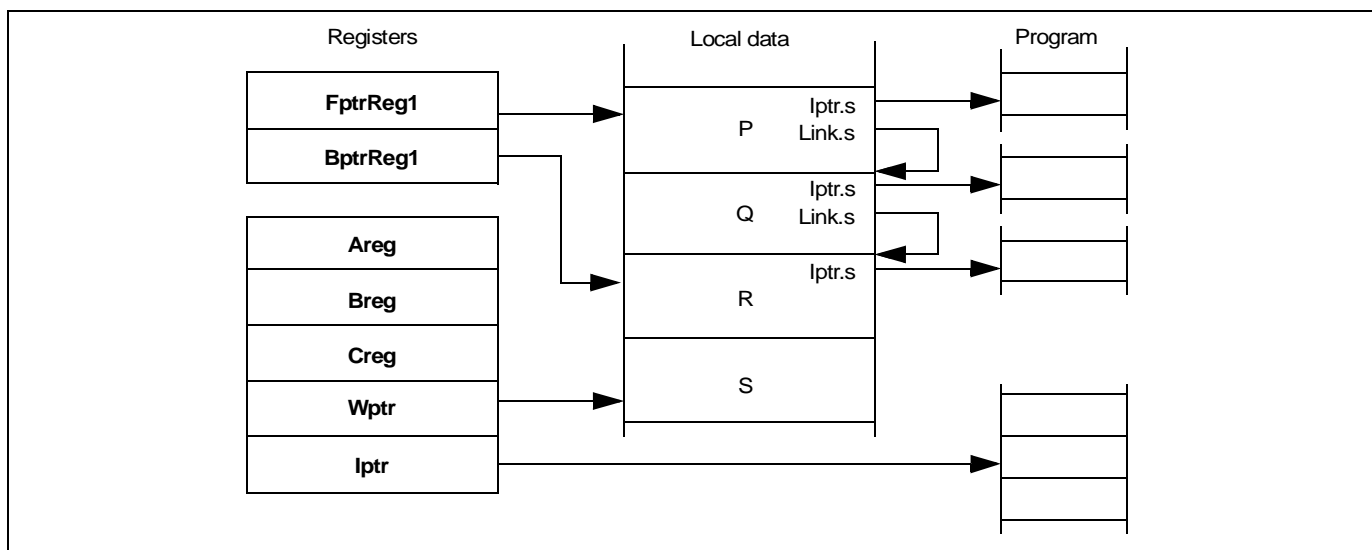 Registers
Local data
Program
FptrReg1
BptrReg1
Areg
Breg
Creg
Wptr
Iptr
P
Iptr.s
Link.s
Q
Iptr.s
Link.s
R
Iptr.s
S